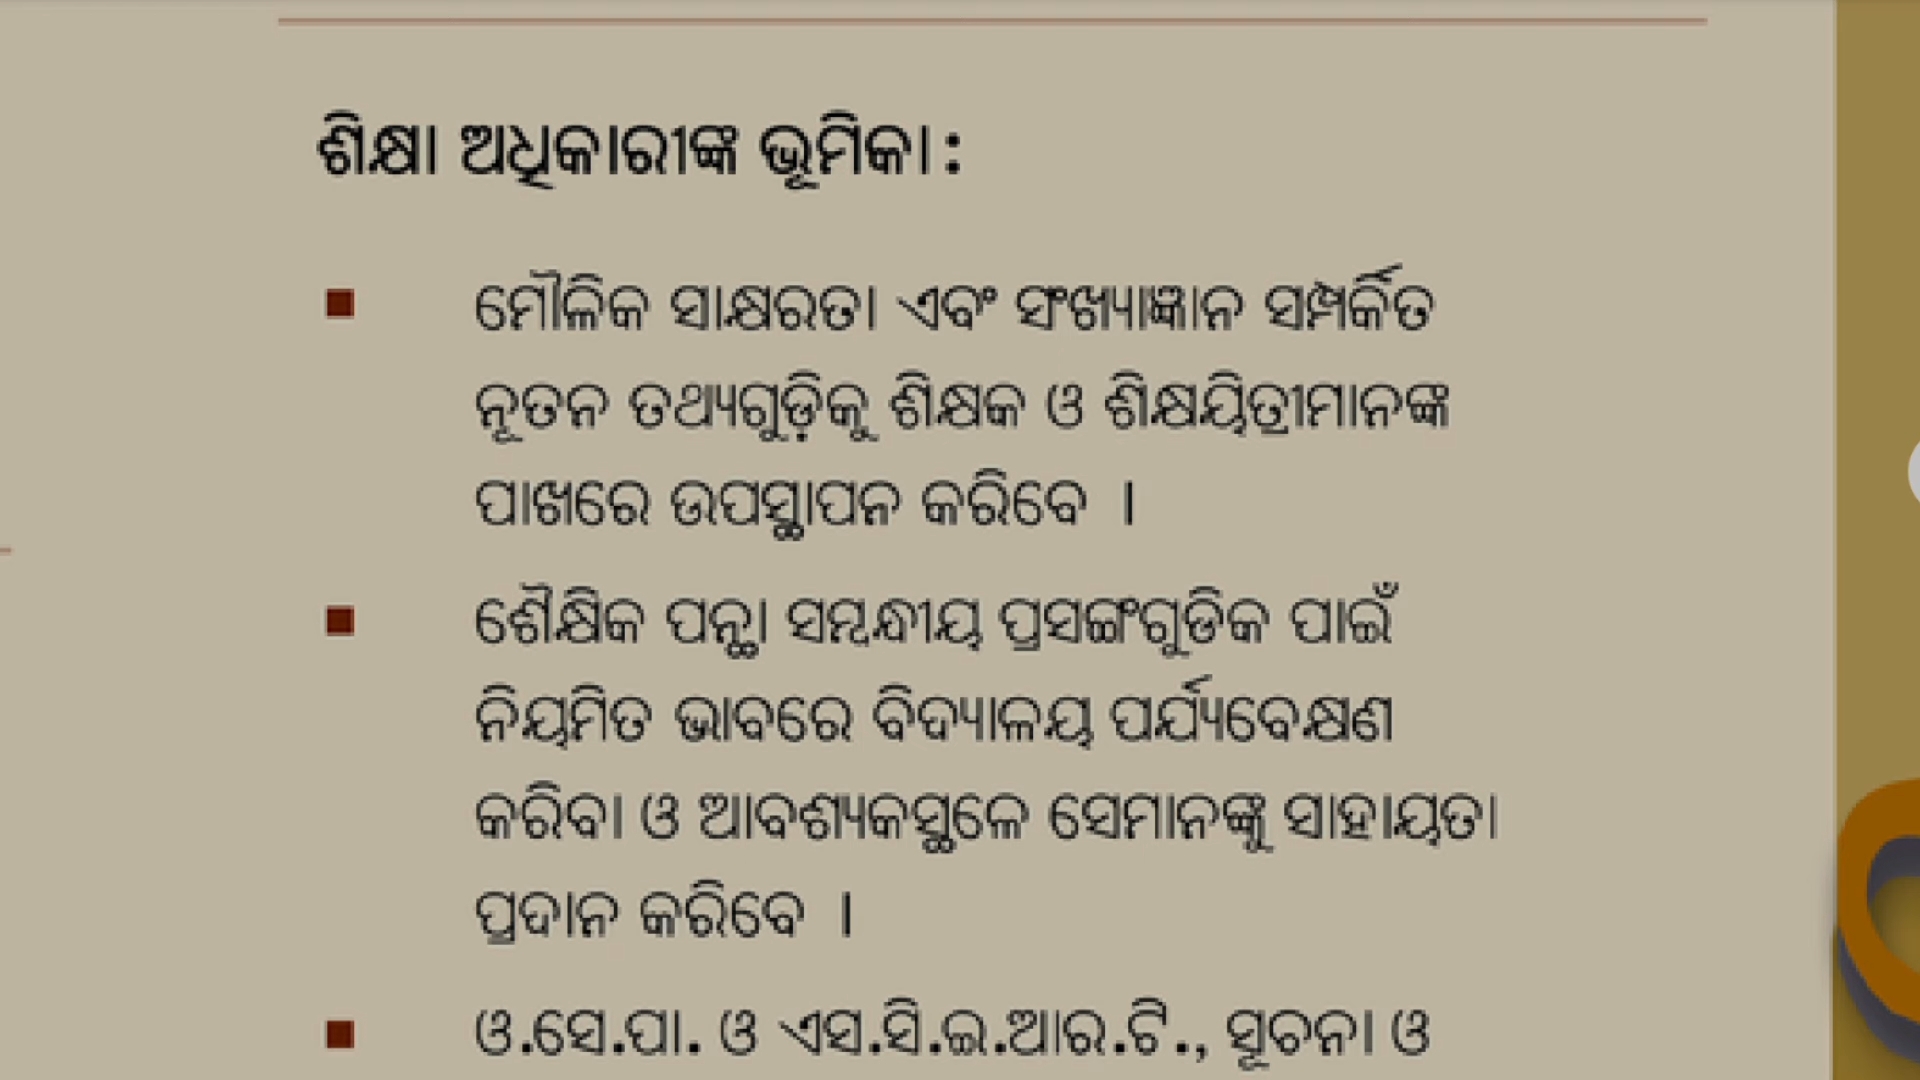 ଶିକ୍ଷା ଅଧିକାରୀଙ୍କ ଭୂମିକା :
ମୌଳିକ ସାକ୍ଷରତା ଏବଂ ସଂଖ୍ୟାଜ୍ଞାନ ସମ୍ପର୍କିତ
ନୂତନ ତଥ୍ୟଗୁଡ଼ିକୁ ଶିକ୍ଷକ ଓ ଶିକ୍ଷୟିତ୍ରୀମାନଙ୍କ
ପାଖରେ ଉପସ୍ଥାପନ କରିବେ ।
ଶୈକ୍ଷିକ ପନ୍ଥା ସମ୍ବନ୍ଧୀୟ ପ୍ରସଙ୍ଗଂଗୁଡିକ ପାଇଁ
ନିୟମିତ ଭାବରେ ବିଦ୍ୟାଳୟ ପର୍ଯ୍ୟବେକ୍ଷଣ
କରିବା ଓ ଆବଶ୍ୟକସ୍ଥଳେ ସେମାନଙ୍କୁ ସାହାୟତା
ପ୍ରଦାନ କରିବେ ।
ଓ.ସେ.ପା. ଓ ଏସ.ସି.ଇ.ଆର.ଟି., ସୂଚନା ଓ